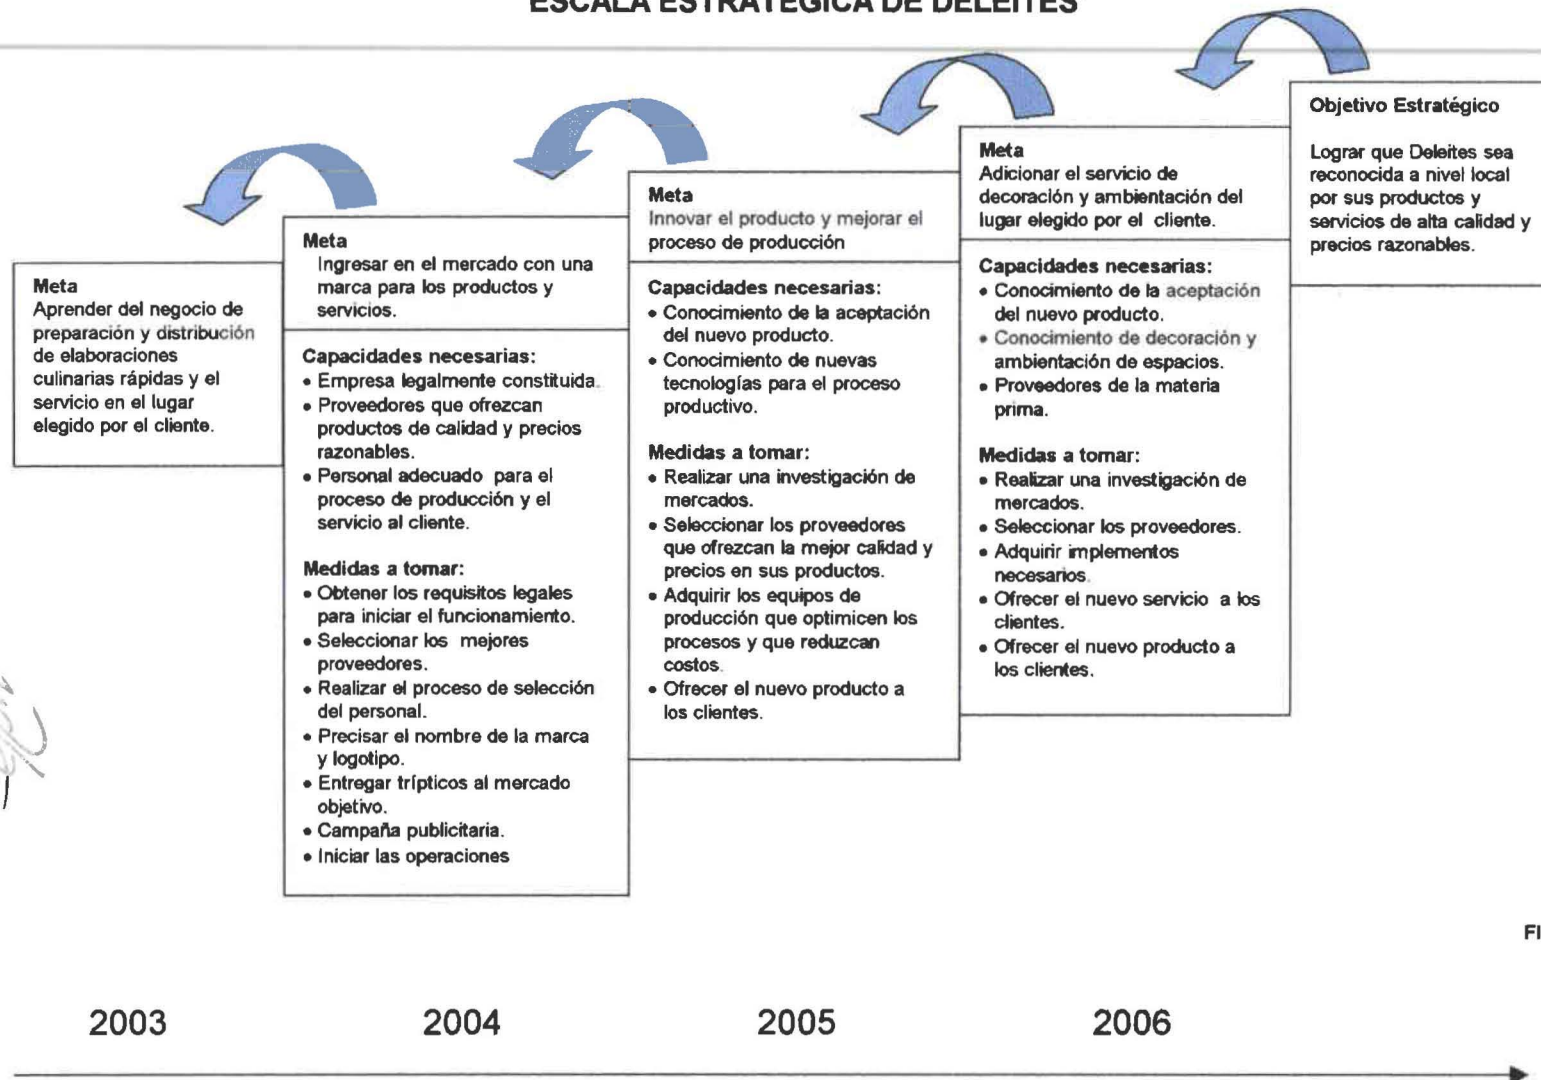 ESCALA ESTRATÉGICA DE DELEITES
Meta
Aprender del negocio de
preparación y distribución
de elaboraciones
culinarias rápidas y el
servicio en el lugar
elegido por el cliente.
Meta
Ingresar en el mercado con una
marca para los productos y
servicios.
Capacidades necesarias:
• Empresa legalmente constituida.
• Proveedores que ofrezcan
productos de calidad y precios
razonables.
• Personal adecuado para el
proceso de producción y el
servicio al cliente.
Medidas a tomar:
• Obtener los requisitos legales
para iniciar el funcionamiento.
• Seleccionar los mejores
proveedores.
• Realizar el proceso de selección
del personal.
• Precisar el nombre de la marca
y logotipo.
• Entregar trípticos al mercado
objetivo.
• Campaña publicitaria.
• Iniciar las operaciones
Meta
Innovar el producto y mejorar el
proceso de producción
Capacidades necesarias:
• Conocimiento de la aceptación
del nuevo producto.
• Conocimiento de nuevas
tecnologías para el proceso
productivo.
Medidas a tomar:
• Realizar una investigación de
mercados.
• Seleccionar los proveedores
que ofrezcan la mejor calidad y
precios en sus productos.
• Adquirir los equipos de
producción que optimicen los
procesos y que reduzcan
costos.
• Ofrecer el nuevo producto a
los clientes.
Meta
Adicionar el servicio de
decoración y ambientación del
lugar elegido por el cliente.
Capacidades necesarias:
• Conocimiento de la aceptación
del nuevo producto.
• Conocimiento de decoración y
ambientación de espacios.
• Proveedores de la materia
prima.
Medidas a tomar:
• Realizar una investigación de
mercados.
• Seleccionar los proveedores.
• Adquirir implementos
necesarios.
• Ofrecer el nuevo servicio a los
clientes.
• Ofrecer el nuevo producto a
los clientes.
Objetivo Estratégico
Lograr que Deleites sea
reconocida a nivel local
por sus productos y
servicios de alta calidad y
precios razonables.
FI
2003
2004
2005
2006